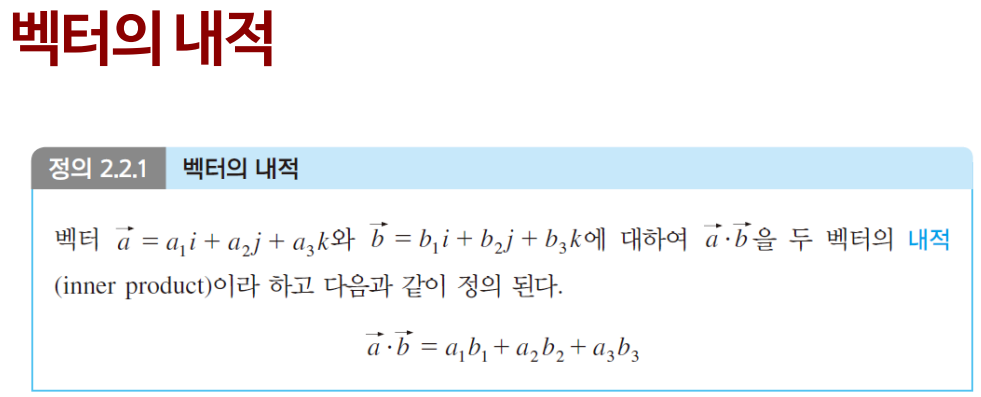 벡터의 내적
정의 2.2.1 벡터의 내적
벡터 $\vec{a} = a_1 i + a_2 j + a_3 k$와 $\vec{b} = b_1 i + b_2 j + b_3 k$에 대하여 $\vec{a} \cdot \vec{b}$을 두 벡터의 내적
(inner product)이라 하고 다음과 같이 정의 된다.
$\vec{a} \cdot \vec{b} = a_1 b_1 + a_2 b_2 + a_3 b_3$